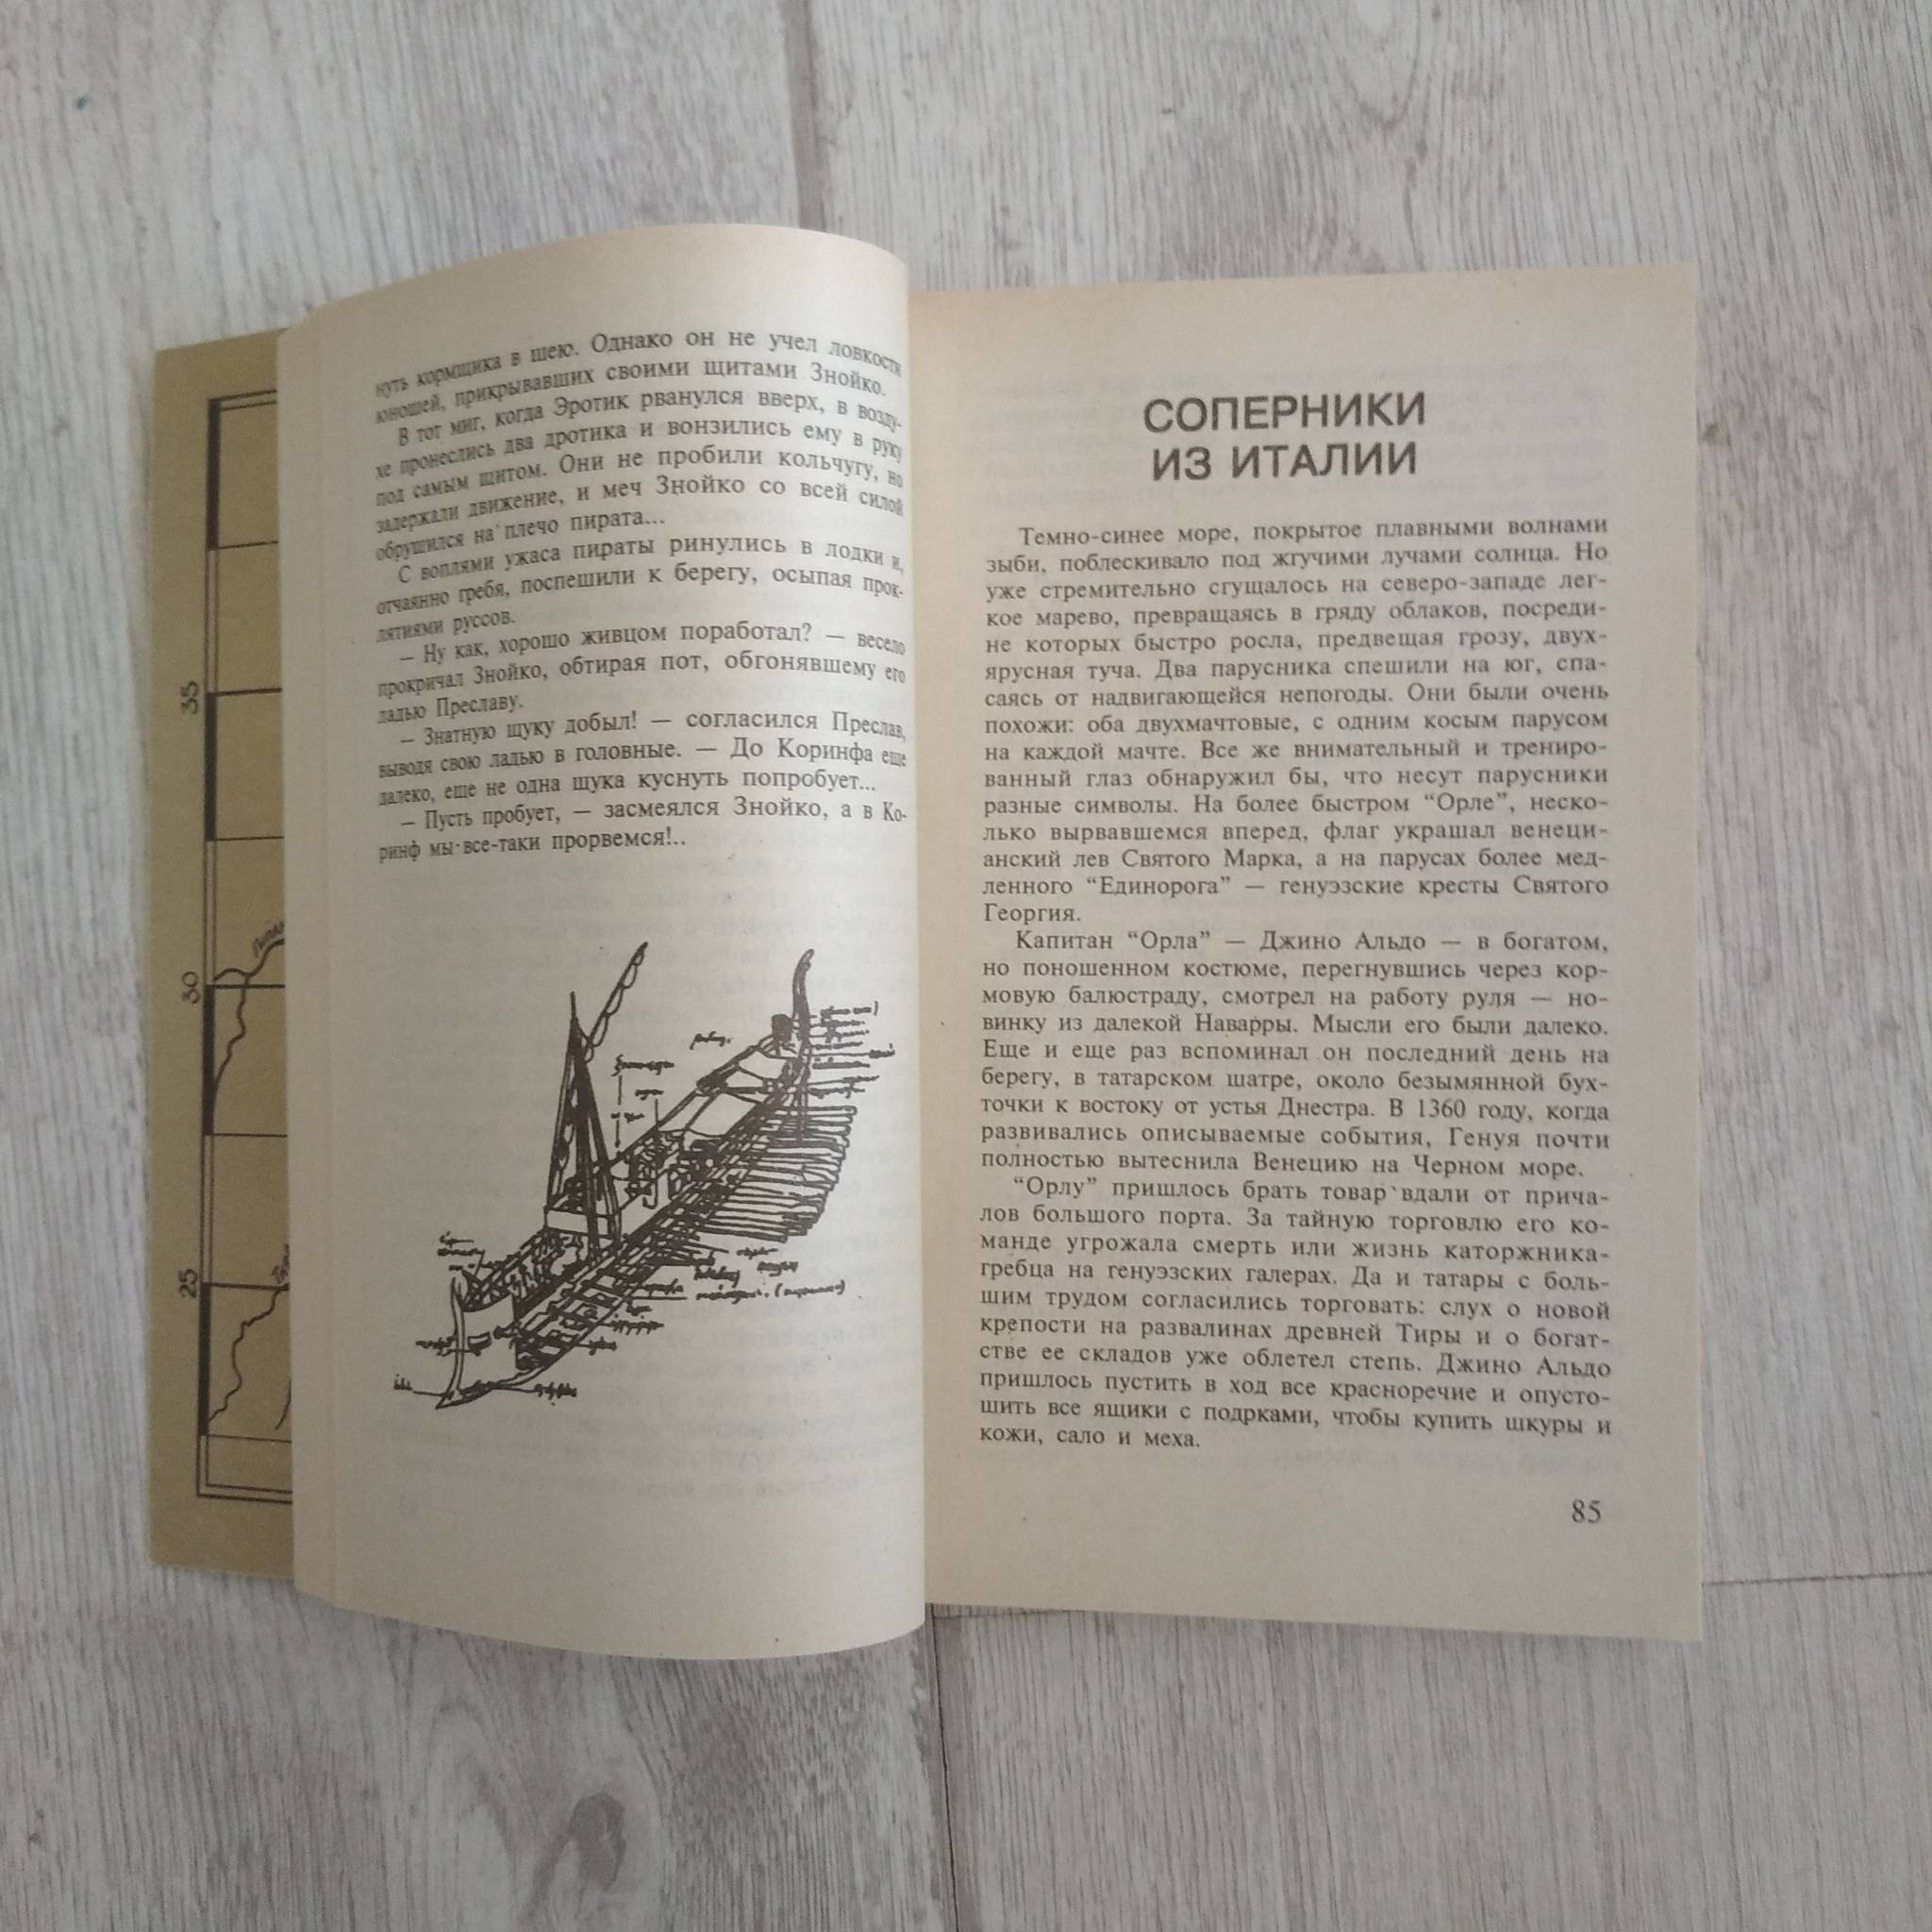 35
30
25
нуть кормщика в шею. Однако он не учел ловкости
юношей, прикрывавших своими щитами Знойко.
В тот миг, когда Эротик рванулся вверх, в возду-
хе пронеслись два дротика и вонзились ему в руку
под самым щитом. Они не пробили кольчугу, но
задержали движение, и меч Знойко со всей силой
обрушился на плечо пирата...
С воплями ужаса пираты ринулись в лодки и,
отчаянно гребя, поспешили к берегу, осыпая прок-
лятиями руссов.
— Ну как, хорошо живцом поработал? — весело
прокричал Знойко, обтирая пот, обгонявшему его
ладью Преславу.
— Знатную щуку добыл! — согласился Преслав,
выводя свою ладью в головные. — До Коринфа еще
далеко, еще не одна щука куснуть попробует...
— Пусть пробует, — засмеялся Знойко, а в Ко-
ринф мы все-таки прорвемся!..
СОПЕРНИКИ
ИЗ ИТАЛИИ
Темно-синее море, покрытое плавными волнами
зыби, поблескивало под жгучими лучами солнца. Но
уже стремительно сгущалось на северо-западе лег-
кое марево, превращаясь в гряду облаков, посреди-
не которых быстро росла, предвещая грозу, двух-
ярусная туча. Два парусника спешили на юг, спа-
саясь от надвигающейся непогоды. Они были очень
похожи: оба двухмачтовые, с одним косым парусом
на каждой мачте. Все же внимательный и трениро-
ванный глаз обнаружил бы, что несут парусники
разные символы. На более быстром “Орле”, неско-
лько вырвавшемся вперед, флаг украшал венеци-
анский лев Святого Марка, а на парусах более мед-
ленного “Единорога” — генуэзские кресты Святого
Георгия.
Капитан “Орла” — Джино Альдо — в богатом,
но поношенном костюме, перегнувшись через кор-
мовую балюстраду, смотрел на работу руля — но-
винку из далекой Наварры. Мысли его были далеко.
Еще и еще раз вспоминал он последний день на
берегу, в татарском шатре, около безымянной бух-
точки к востоку от устья Днестра. В 1360 году, когда
развивались описываемые события, Генуя почти
полностью вытеснила Венецию на Черном море.
“Орлу” пришлось брать товар вдали от прича-
лов большого порта. За тайную торговлю его ко-
манде угрожала смерть или жизнь каторжника-
гребца на генуэзских галерах. Да и татары с боль-
шим трудом согласились торговать: слух о новой
крепости на развалинах древней Тиры и о богат-
стве ее складов уже облетел степь. Джино Альдо
пришлось пустить в ход все красноречие и опусто-
шить все ящики с подрками, чтобы купить шкуры и
кожи, сало и меха.
85